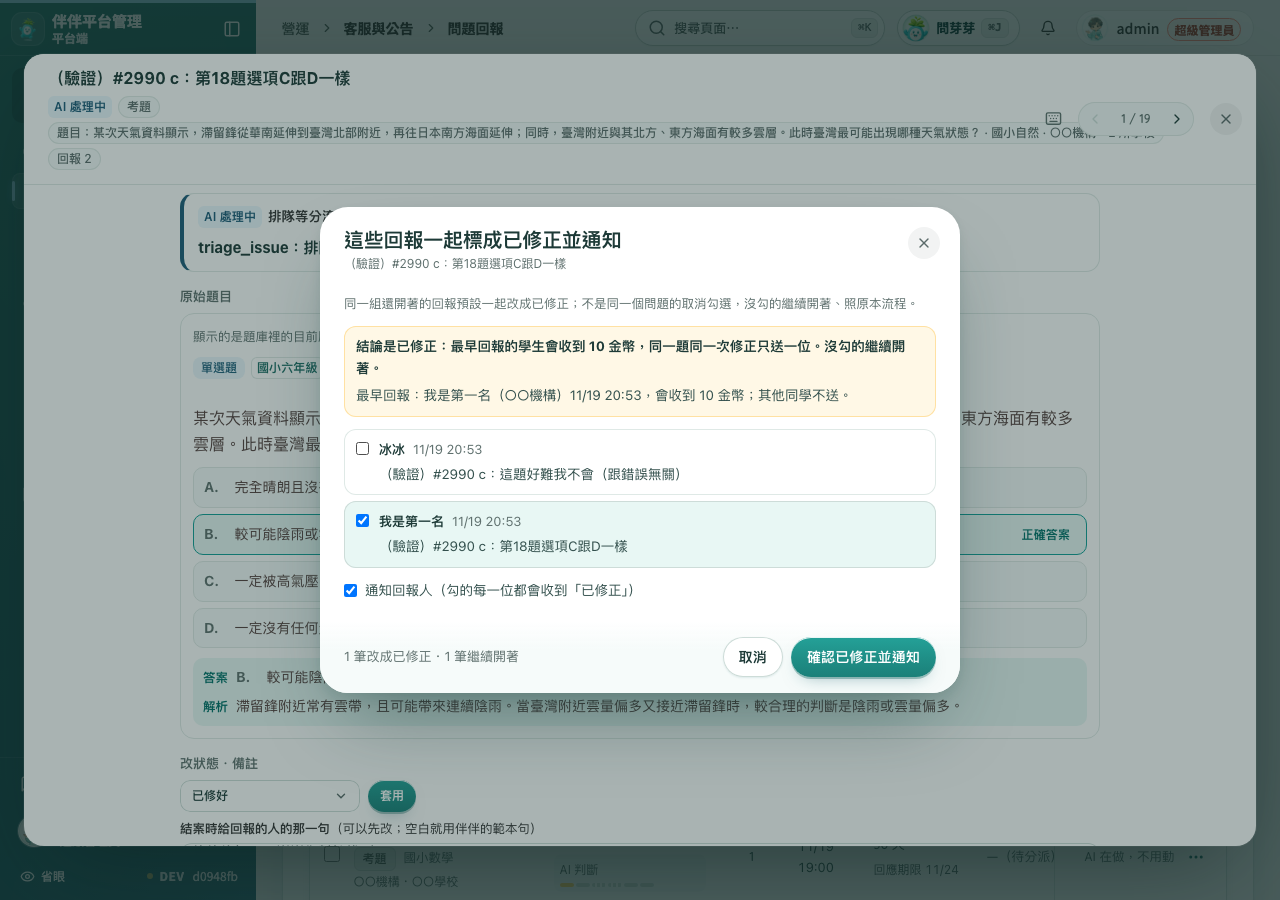 伴伴平台管理
平台端
營運 › 客服與公告 › 問題回報
搜尋頁面… ⌘K
問芽芽 ⌘J
admin 超級管理員
（驗證）#2990 c：第18題選項C跟D一樣
AI 處理中 考題
題目：某次天氣資料顯示，滯留鋒從華南延伸到臺灣北部附近，再往日本南方海面延伸；同時，臺灣附近與其北方、東方海面有較多雲層。此時臺灣最可能出現哪種天氣狀態？ · 國小自然 · 〇〇機
1 / 19
回報 2
AI 處理中 排隊等分
triage_issue：排
原始題目
顯示的是題庫裡的目前
單選題 國小六年級
某次天氣資料顯示
東方海面有較多
雲層。此時臺灣最
A. 完全晴朗且沒
B. 較可能陰雨或
正確答案
C. 一定被高氣壓
D. 一定沒有任何
答案 B. 較可能陰
解析 滯留鋒附近常有雲帶，且可能帶來連續陰雨。當臺灣附近雲量偏多又接近滯留鋒時，較合理的判斷是陰雨或雲量偏多。
改狀態 · 備註
已修好
套用
結案時給回報的人的那一句（可以先改；空白就用伴伴的範本句）
這些回報一起標成已修正並通知
（驗證）#2990 c：第18題選項C跟D一樣
同一組還開著的回報預設一起改成已修正；不是同一個問題的取消勾選，沒勾的繼續開著、照原本流程。
結論是已修正：最早回報的學生會收到 10 金幣，同一題同一次修正只送一位。沒勾的繼續開
著。
最早回報：我是第一名（〇〇機構）11/19 20:53，會收到 10 金幣；其他同學不送。
冰冰 11/19 20:53
（驗證）#2990 c：這題好難我不會（跟錯誤無關）
我是第一名 11/19 20:53
（驗證）#2990 c：第18題選項C跟D一樣
通知回報人（勾的每一位都會收到「已修正」）
1 筆改成已修正 · 1 筆繼續開著
取消
確認已修正並通知
考題 國小數學
〇〇機構 · 〇〇學校
AI 判斷
1
11/19
19:00
回應期限 11/24
— （待分派）
AI 在做 · 不用動
省眼
DEV d0948fb